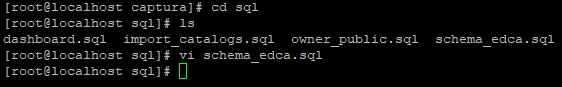 [root@localhost captura]# cd sql
[root@localhost sql]# ls
dashboard.sql  import_catalogs.sql  owner_public.sql  schema_edca.sql
[root@localhost sql]# vi schema_edca.sql
[root@localhost sql]#